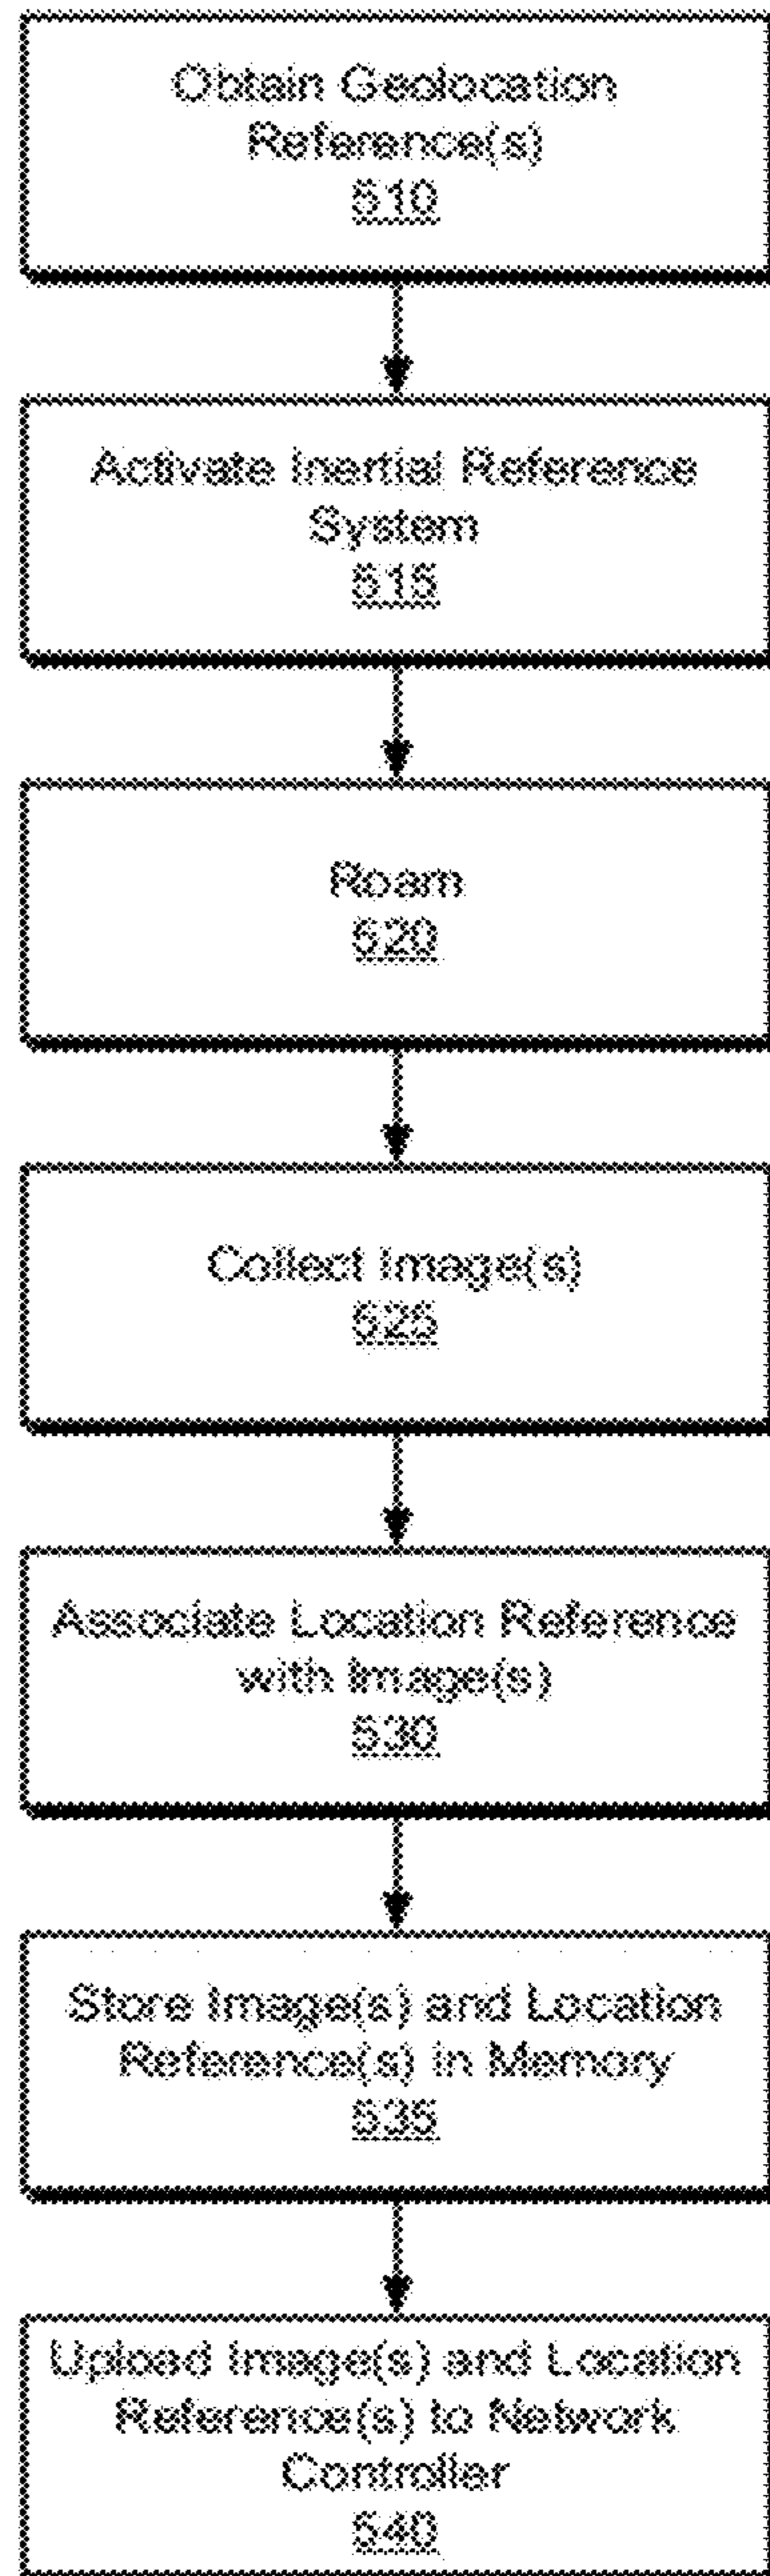 Obtain Geolocation
Reference(s)
510
Activate Inertial Reference
System
515
Roam
520
Collect Image(s)
525
Associate Location Reference
with Image(s)
530
Store Image(s) and Location
Reference(s) in Memory
535
Upload Image(s) and Location
Reference(s) to Network
Controller
540